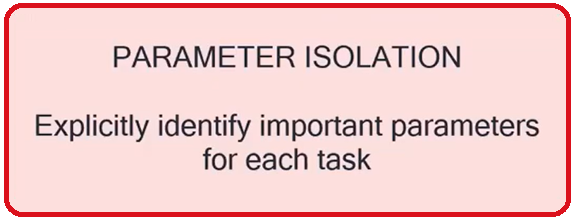 PARAMETER ISOLATION
Explicitly identify important parameters
for each task